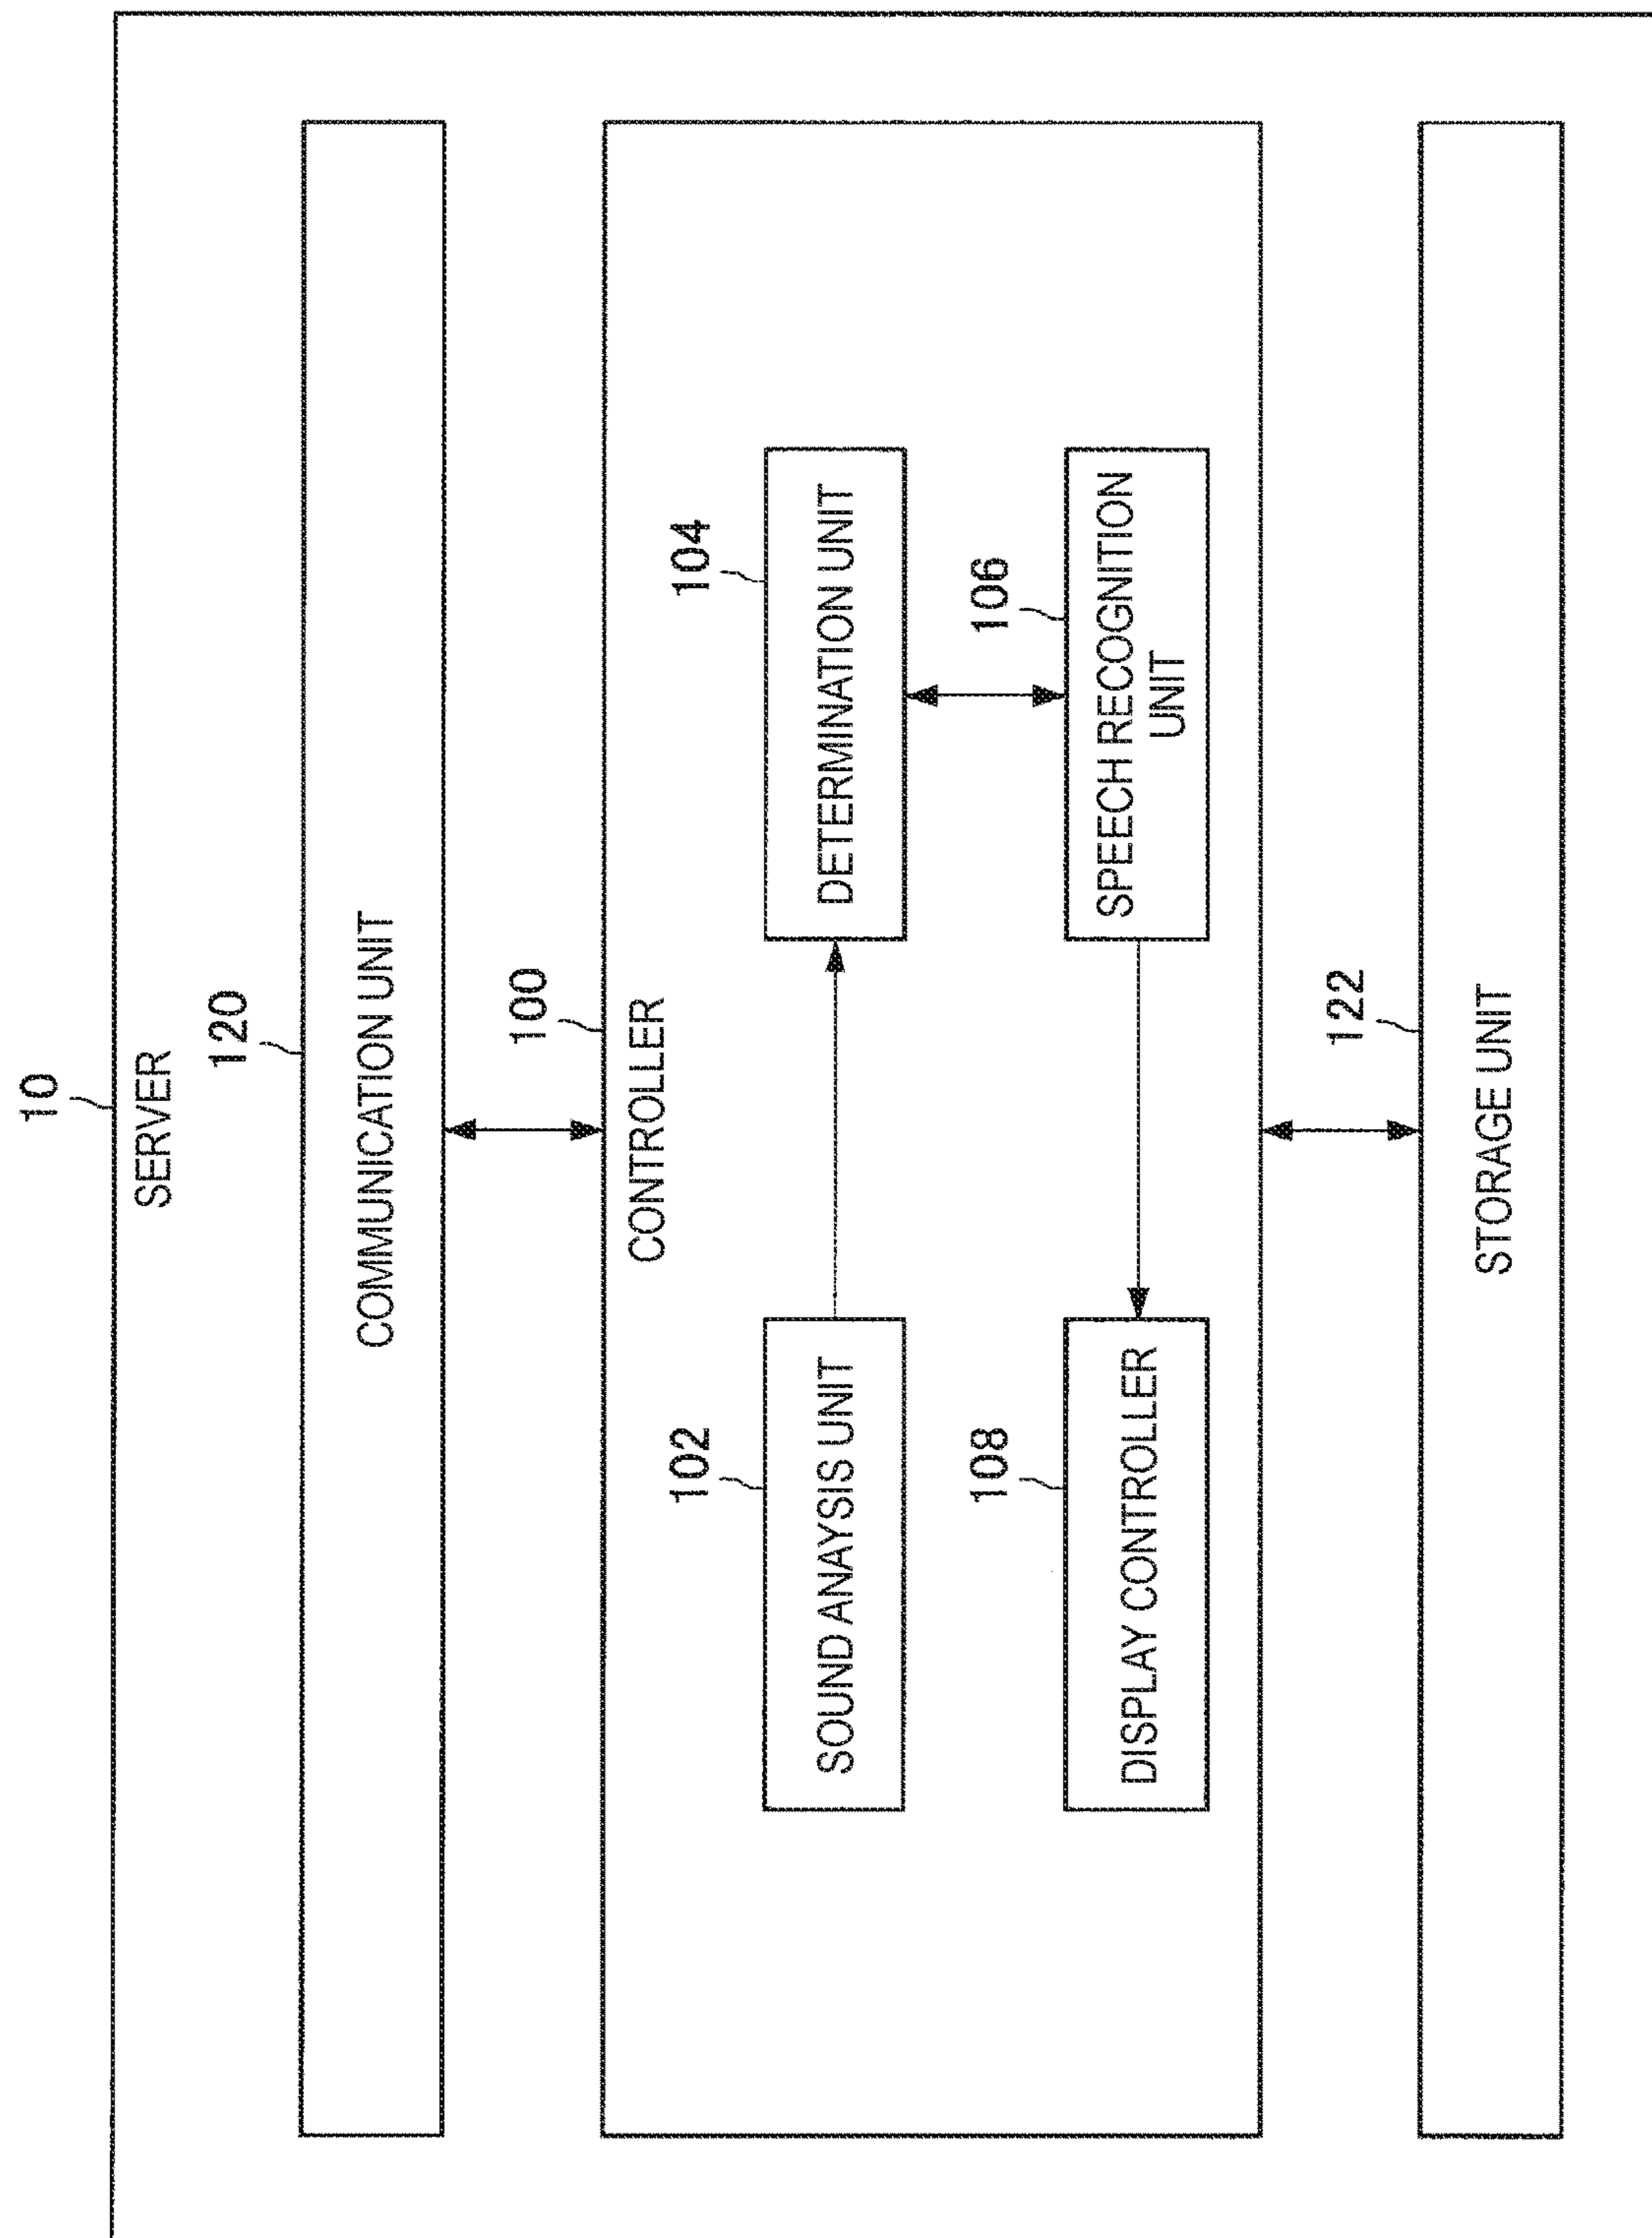 10
SERVER
120
COMMUNICATION UNIT
100
CONTROLLER
102
SOUND ANAYSIS UNIT
104
DETERMINATION UNIT
108
DISPLAY CONTROLLER
106
SPEECH RECOGNITION
UNIT
122
STORAGE UNIT